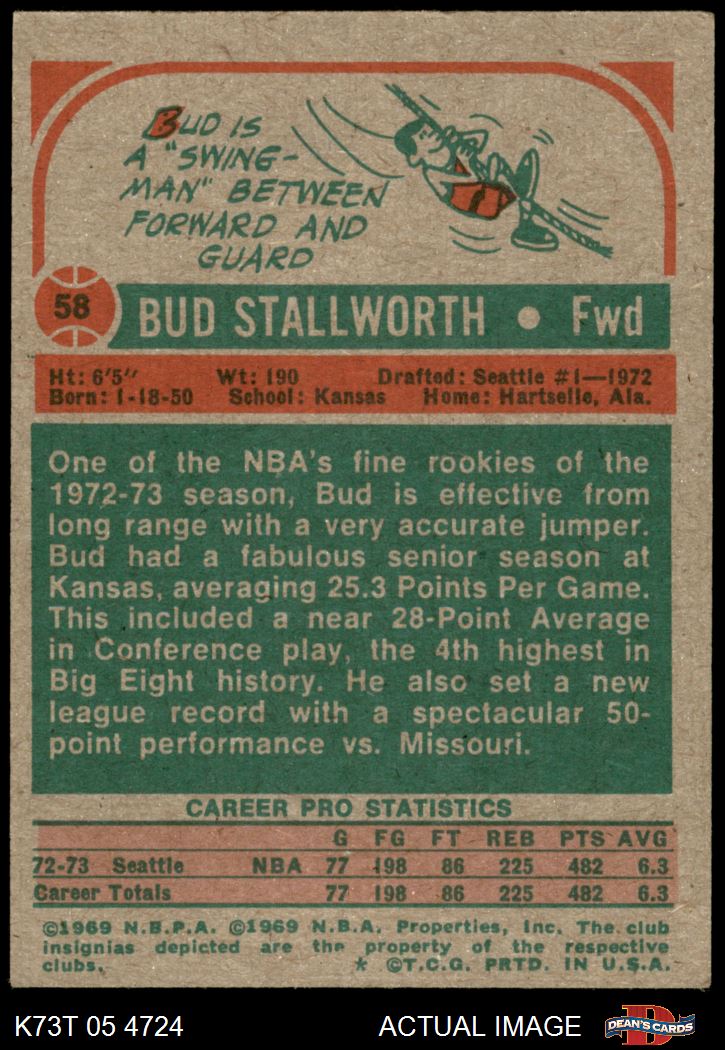 BUD IS
A "SWING-
MAN" BETWEEN
FORWARD AND
GUARD
58
BUD STALLWORTH • Fwd
Ht: 6'5" Wt: 190 Drafted: Seattle #1—1972
Born: 1-18-50 School: Kansas Home: Hartselle, Ala.
One of the NBA's fine rookies of the
1972-73 season, Bud is effective from
long range with a very accurate jumper.
Bud had a fabulous senior season at
Kansas, averaging 25.3 Points Per Game.
This included a near 28-Point Average
in Conference play, the 4th highest in
Big Eight history. He also set a new
league record with a spectacular 50-
point performance vs. Missouri.
CAREER PRO STATISTICS
G FG FT REB PTS AVG
72-73 Seattle NBA 77 198 86 225 482 6.3
Career Totals 77 198 86 225 482 6.3
©1969 N.B.P.A. ©1969 N.B.A. Properties, Inc. The club
insignias depicted are the property of the respective
clubs. * ©T.C.G. PRTD. IN U.S.A.
K73T 05 4724 ACTUAL IMAGE DEAN'S CARDS